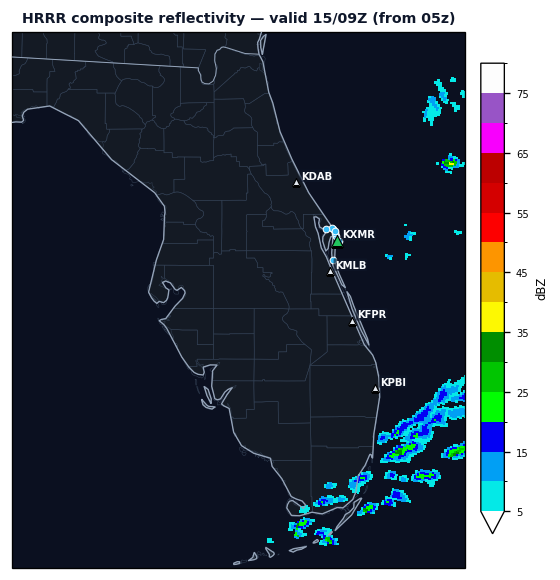 HRRR composite reflectivity — valid 15/09Z (from 05z)
KDAB
KXMR
KMLB
KFPR
KPBI
75
65
55
45
35
25
15
5
dBZ